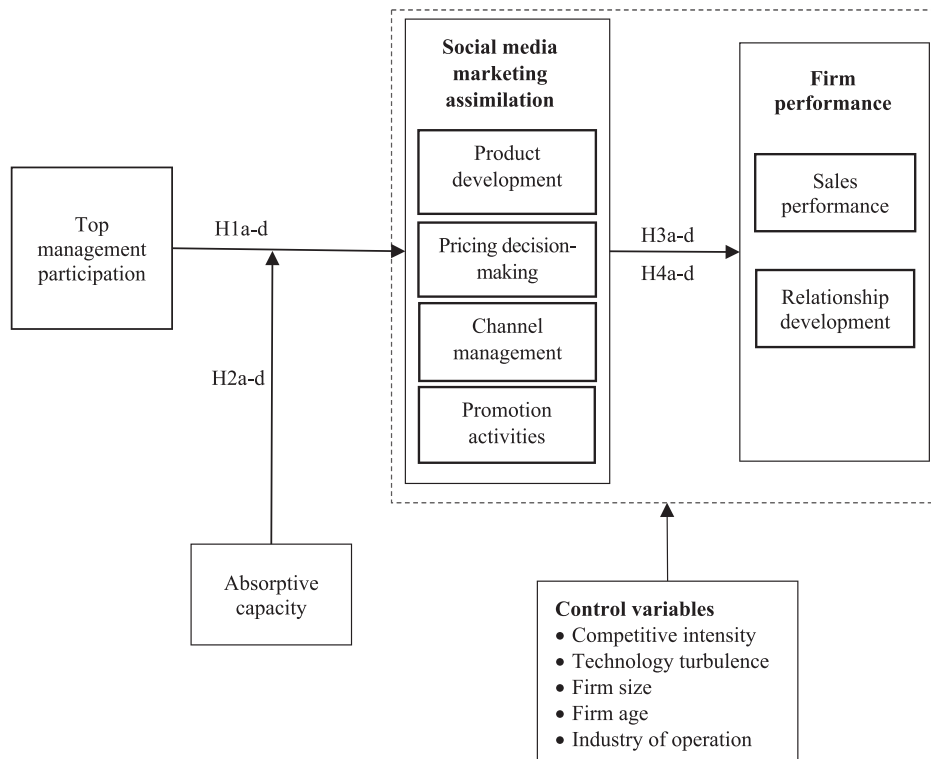 Social media
marketing
assimilation
Product
development
Pricing decision-
making
Channel
management
Promotion
activities
Firm
performance
Sales
performance
Relationship
development
Top
management
participation
H1a-d
H2a-d
H3a-d
H4a-d
Absorptive
capacity
Control variables
• Competitive intensity
• Technology turbulence
• Firm size
• Firm age
• Industry of operation